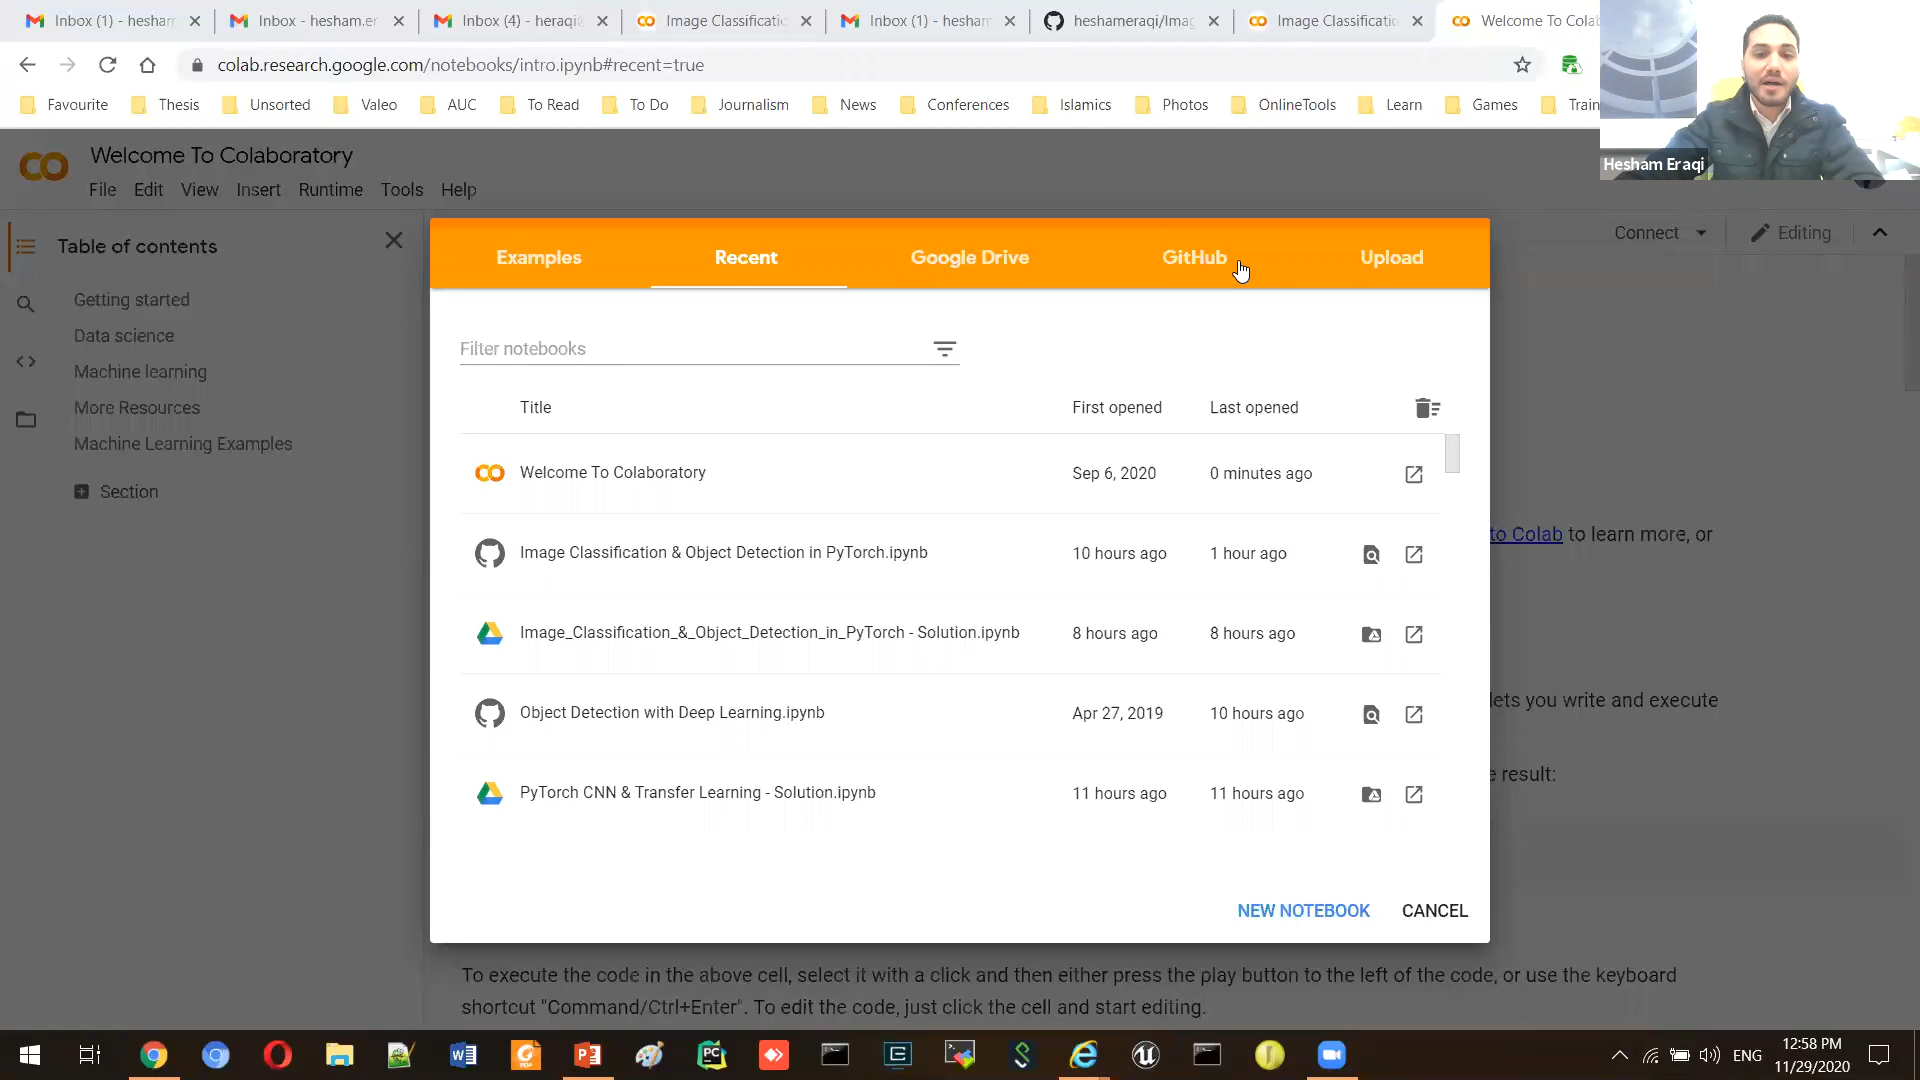 Inbox (1) - hesham
Inbox - hesham.er
Inbox (4) - heraqi@
Image Classificatio
Inbox (1) - hesham
heshameraqi/Imag
Image Classificatio
Welcome To Colab
colab.research.google.com/notebooks/intro.ipynb#recent=true
Favourite Thesis Unsorted Valeo AUC To Read To Do Journalism News Conferences Islamics Photos OnlineTools Learn Games Train
Hesham Eraqi
Welcome To Colaboratory
File Edit View Insert Runtime Tools Help
Connect Editing
Table of contents
Getting started
Data science
Machine learning
More Resources
Machine Learning Examples
Section
Examples Recent Google Drive GitHub Upload
Filter notebooks
Title First opened Last opened
Welcome To Colaboratory Sep 6, 2020 0 minutes ago
Image Classification & Object Detection in PyTorch.ipynb 10 hours ago 1 hour ago
Image_Classification_&_Object_Detection_in_PyTorch - Solution.ipynb 8 hours ago 8 hours ago
Object Detection with Deep Learning.ipynb Apr 27, 2019 10 hours ago
PyTorch CNN & Transfer Learning - Solution.ipynb 11 hours ago 11 hours ago
NEW NOTEBOOK CANCEL
to Colab to learn more, or
lets you write and execute
e result:
To execute the code in the above cell, select it with a click and then either press the play button to the left of the code, or use the keyboard
shortcut "Command/Ctrl+Enter". To edit the code, just click the cell and start editing.
ENG
12:58 PM
11/29/2020